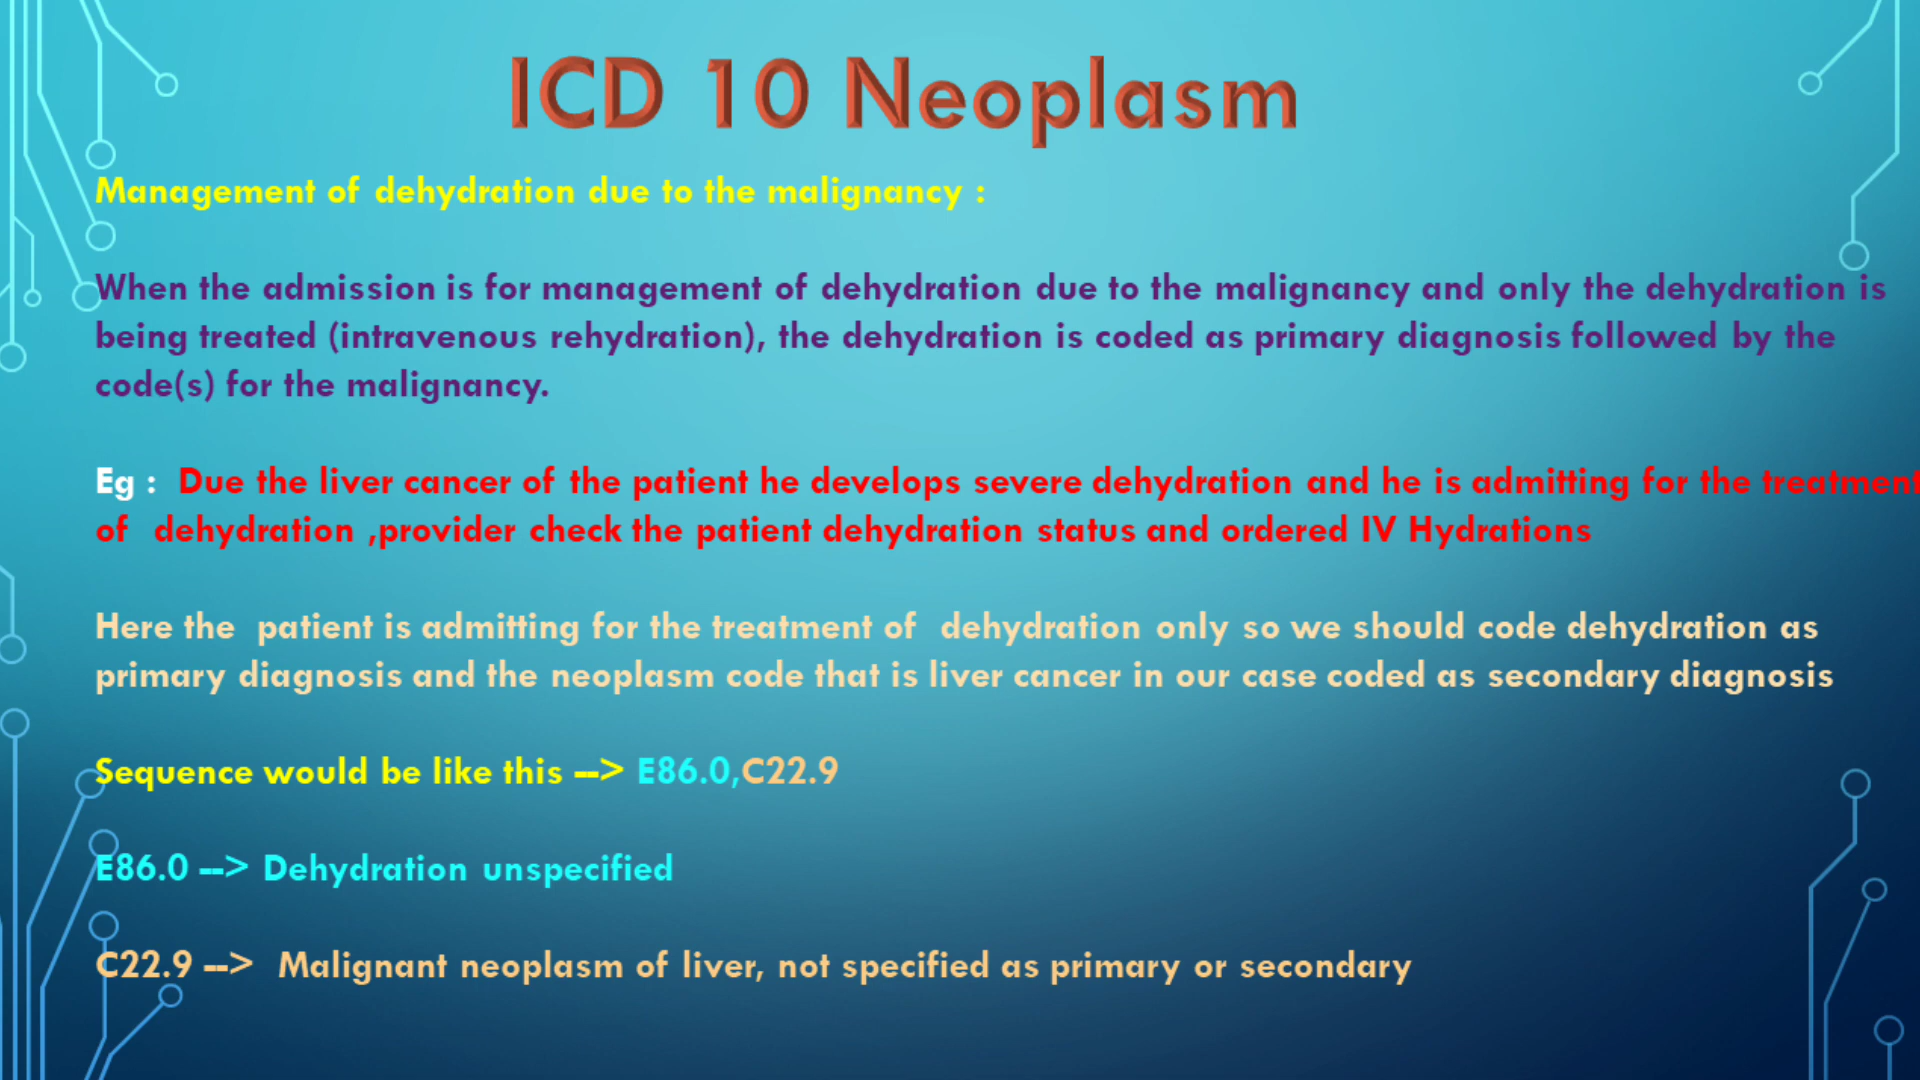 ICD 10 Neoplasm
Management of dehydration due to the malignancy :
When the admission is for management of dehydration due to the malignancy and only the dehydration is
being treated (intravenous rehydration), the dehydration is coded as primary diagnosis followed by the
code(s) for the malignancy.
Eg : Due the liver cancer of the patient he develops severe dehydration and he is admitting for the treatment
of dehydration ,provider check the patient dehydration status and ordered IV Hydrations
Here the patient is admitting for the treatment of dehydration only so we should code dehydration as
primary diagnosis and the neoplasm code that is liver cancer in our case coded as secondary diagnosis
Sequence would be like this --> E86.0,C22.9
E86.0 --> Dehydration unspecified
C22.9 --> Malignant neoplasm of liver, not specified as primary or secondary